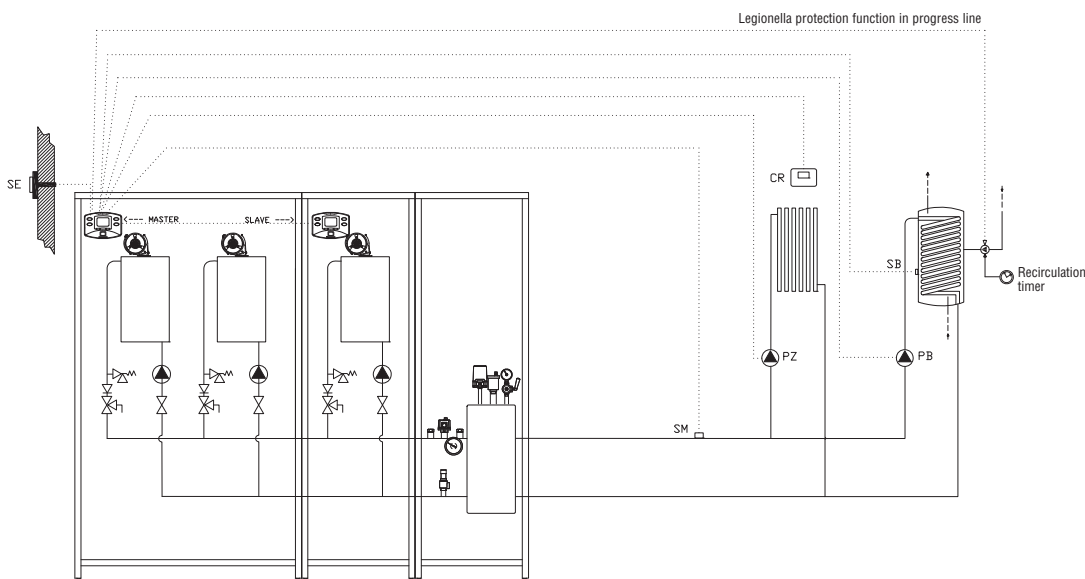 Legionella protection function in progress line
SE
CR
<--- MASTER
SLAVE --->
SB
Recirculation
timer
PZ
PB
SM